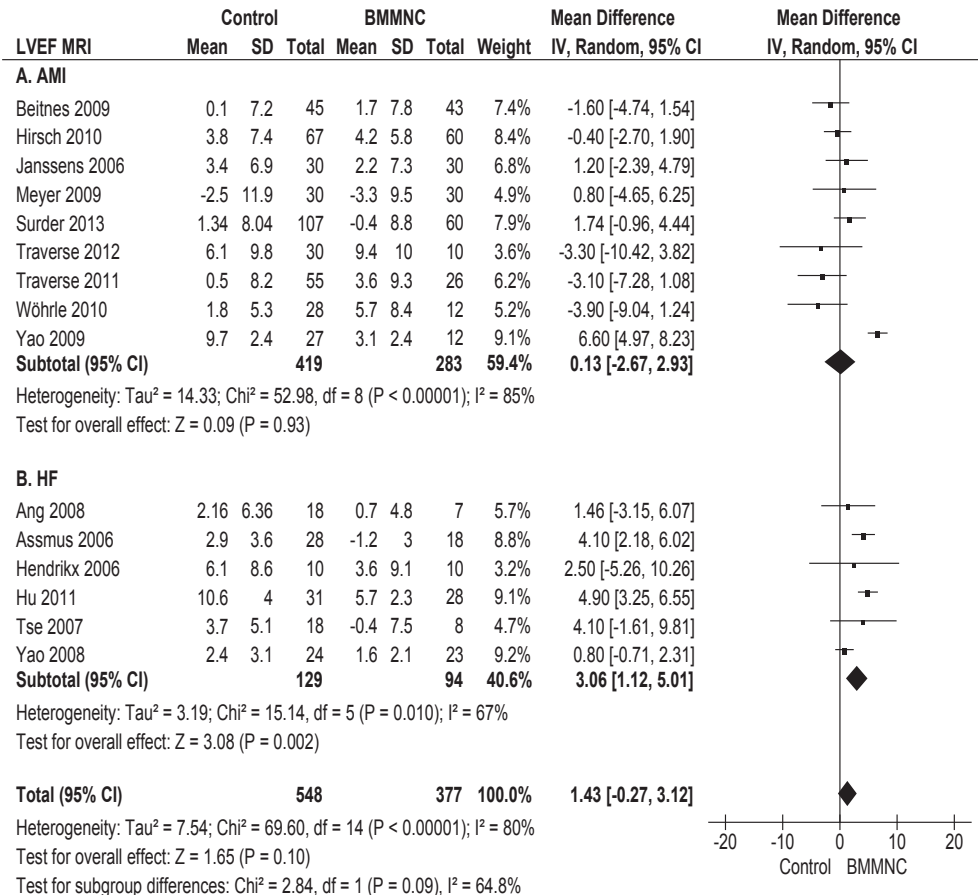 Control BMMNC Mean Difference Mean Difference
LVEF MRI Mean SD Total Mean SD Total Weight IV, Random, 95% CI IV, Random, 95% CI
A. AMI
Beitnes 2009 0.1 7.2 45 1.7 7.8 43 7.4% -1.60 [-4.74, 1.54]
Hirsch 2010 3.8 7.4 67 4.2 5.8 60 8.4% -0.40 [-2.70, 1.90]
Janssens 2006 3.4 6.9 30 2.2 7.3 30 6.8% 1.20 [-2.39, 4.79]
Meyer 2009 -2.5 11.9 30 -3.3 9.5 30 4.9% 0.80 [-4.65, 6.25]
Surder 2013 1.34 8.04 107 -0.4 8.8 60 8.0% 1.74 [-0.96, 4.44]
Traverse 2012 6.1 9.8 30 9.4 10 10 3.6% -3.30 [-10.42, 3.82]
Traverse 2011 0.5 8.2 55 3.6 9.3 26 6.1% -3.10 [-7.28, 1.08]
Wöhrle 2010 1.8 5.3 28 5.7 8.4 12 5.2% -3.90 [-9.04, 1.24]
Yao 2009 9.7 2.4 27 3.1 2.4 12 9.1% 6.60 [4.97, 8.23]
Subtotal (95% CI) 419 283 59.4% 0.13 [-2.67, 2.93]
Heterogeneity: Tau² = 14.33; Chi² = 52.98, df = 8 (P < 0.00001); I² = 85%
Test for overall effect: Z = 0.09 (P = 0.93)
B. HF
Ang 2008 2.16 6.36 18 0.7 4.8 7 5.7% 1.46 [-3.15, 6.07]
Assmus 2006 2.9 3.6 28 -1.2 3 18 8.8% 4.10 [2.18, 6.02]
Hendrikx 2006 6.1 8.6 10 3.6 9.1 10 3.2% 2.50 [-5.26, 10.26]
Hu 2011 10.6 4 31 5.7 2.3 28 9.1% 4.90 [3.25, 6.55]
Tse 2007 3.7 5.1 18 -0.4 7.5 8 4.7% 4.10 [-1.61, 9.81]
Yao 2008 2.4 3.1 24 1.6 2.1 23 9.2% 0.80 [-0.71, 2.31]
Subtotal (95% CI) 129 94 40.6% 3.06 [1.12, 5.01]
Heterogeneity: Tau² = 3.19; Chi² = 15.14, df = 5 (P = 0.010); I² = 67%
Test for overall effect: Z = 3.08 (P = 0.002)
Total (95% CI) 548 377 100.0% 1.43 [-0.27, 3.12]
Heterogeneity: Tau² = 7.54; Chi² = 69.60, df = 14 (P < 0.00001); I² = 80%
Test for overall effect: Z = 1.65 (P = 0.10)
Test for subgroup differences: Chi² = 2.84, df = 1 (P = 0.09), I² = 64.8%
-20 -10 0 10 20
Control BMMNC